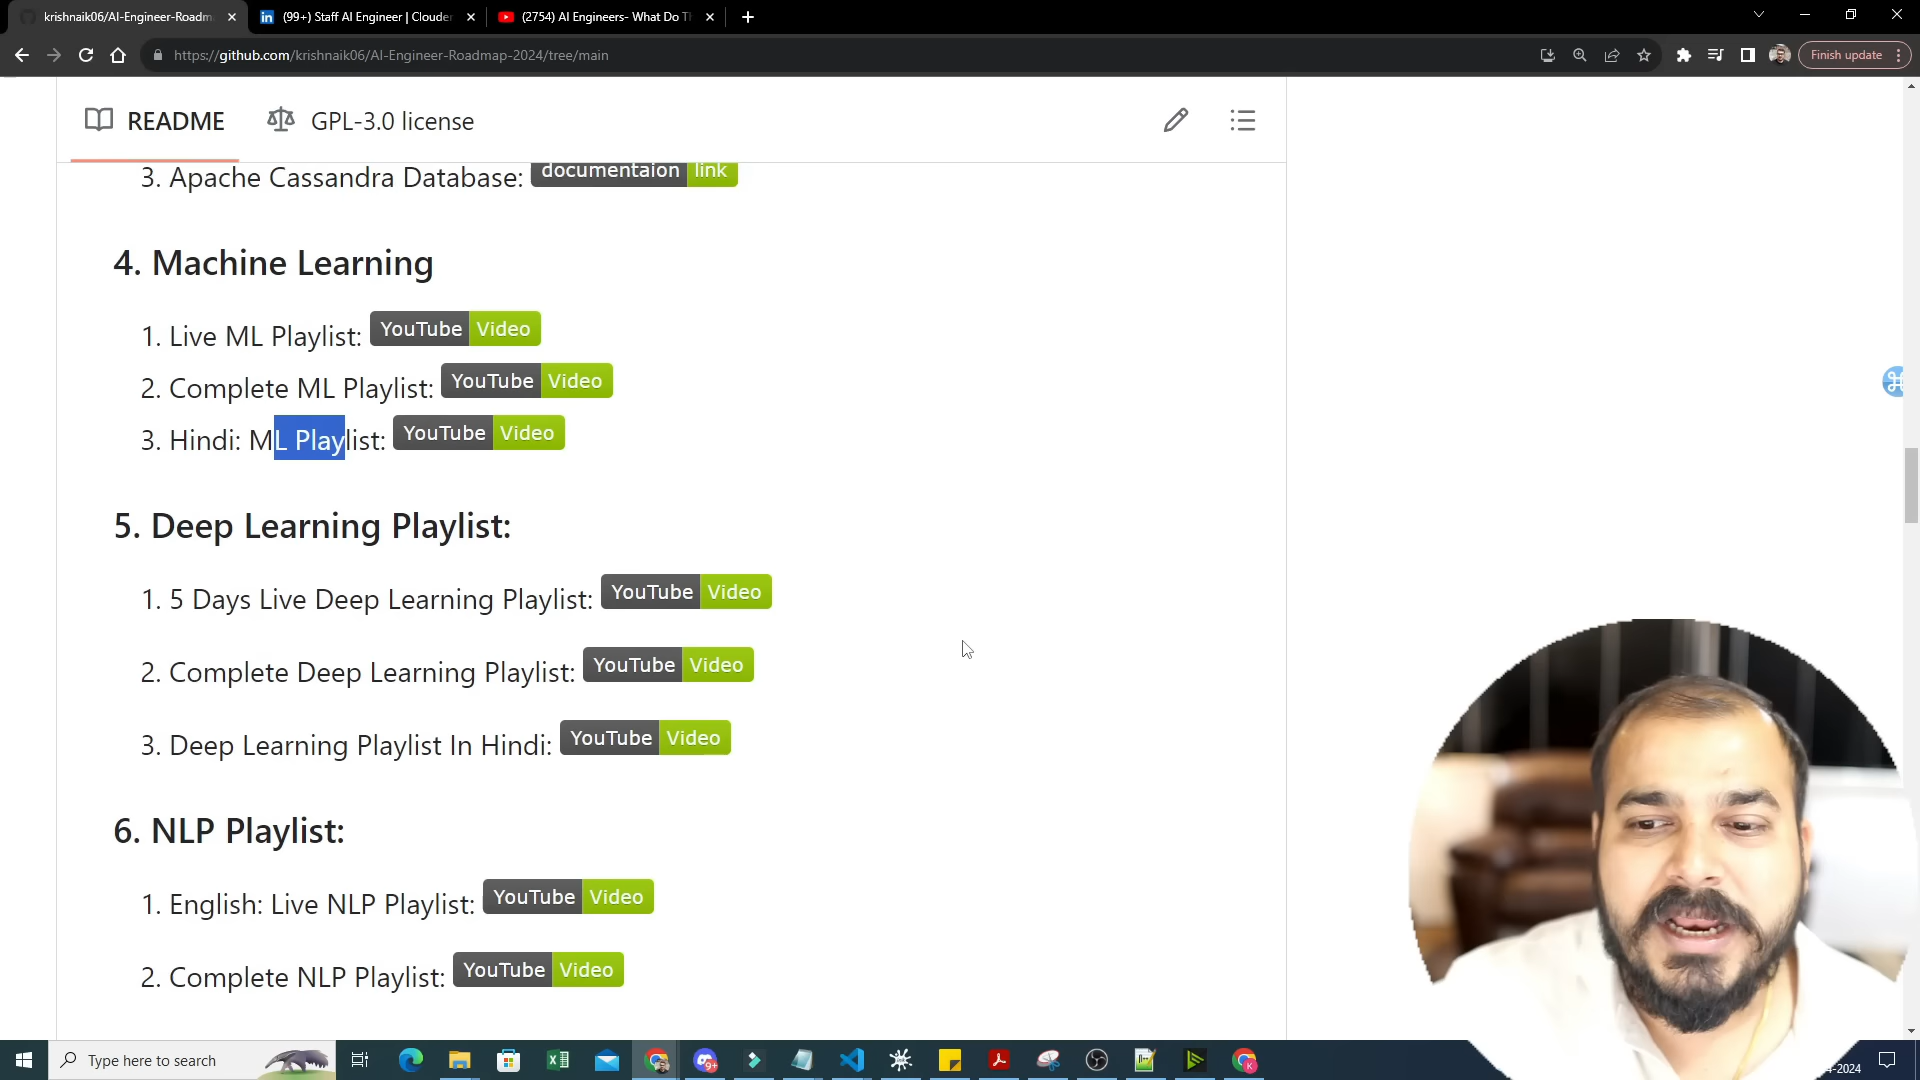 krishnaik06/AI-Engineer-Roadm
(99+) Staff AI Engineer | Clouder
(2754) AI Engineers- What Do Th
https://github.com/krishnaik06/AI-Engineer-Roadmap-2024/tree/main
Finish update
README
GPL-3.0 license
3. Apache Cassandra Database: documentaion link
4. Machine Learning
1. Live ML Playlist: YouTube Video
2. Complete ML Playlist: YouTube Video
3. Hindi: ML Playlist: YouTube Video
5. Deep Learning Playlist:
1. 5 Days Live Deep Learning Playlist: YouTube Video
2. Complete Deep Learning Playlist: YouTube Video
3. Deep Learning Playlist In Hindi: YouTube Video
6. NLP Playlist:
1. English: Live NLP Playlist: YouTube Video
2. Complete NLP Playlist: YouTube Video
Type here to search
9+
-2024